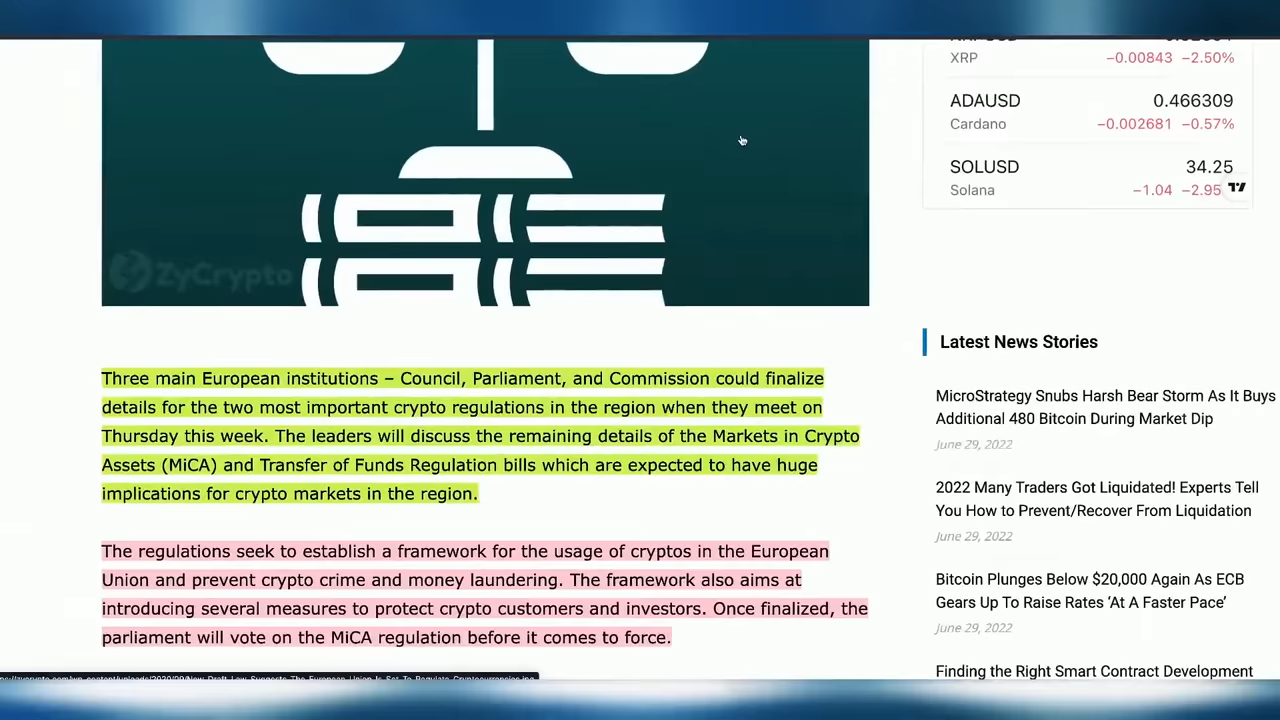 XRP
−0.00843 −2.50%
ADAUSD
0.466309
Cardano
−0.002681 −0.57%
SOLUSD
34.25
Solana
−1.04 −2.95
ZyCrypto
Three main European institutions – Council, Parliament, and Commission could finalize
details for the two most important crypto regulations in the region when they meet on
Thursday this week. The leaders will discuss the remaining details of the Markets in Crypto
Assets (MiCA) and Transfer of Funds Regulation bills which are expected to have huge
implications for crypto markets in the region.
The regulations seek to establish a framework for the usage of cryptos in the European
Union and prevent crypto crime and money laundering. The framework also aims at
introducing several measures to protect crypto customers and investors. Once finalized, the
parliament will vote on the MiCA regulation before it comes to force.
Latest News Stories
MicroStrategy Snubs Harsh Bear Storm As It Buys
Additional 480 Bitcoin During Market Dip
June 29, 2022
2022 Many Traders Got Liquidated! Experts Tell
You How to Prevent/Recover From Liquidation
June 29, 2022
Bitcoin Plunges Below $20,000 Again As ECB
Gears Up To Raise Rates ‘At A Faster Pace’
June 29, 2022
Finding the Right Smart Contract Development